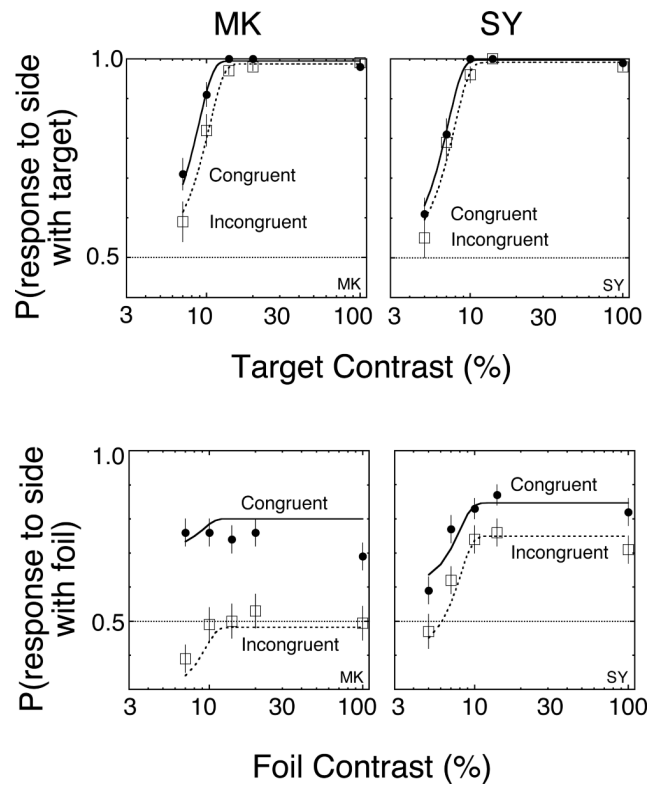 MK SY
P(response to side
with target)
1.0
0.5
Congruent
Incongruent
MK
Congruent
Incongruent
SY
3 10 30 100 3 10 30 100
Target Contrast (%)
P(response to side
with foil)
1.0
0.5
Congruent
Incongruent
MK
Congruent
Incongruent
SY
3 10 30 100 3 10 30 100
Foil Contrast (%)